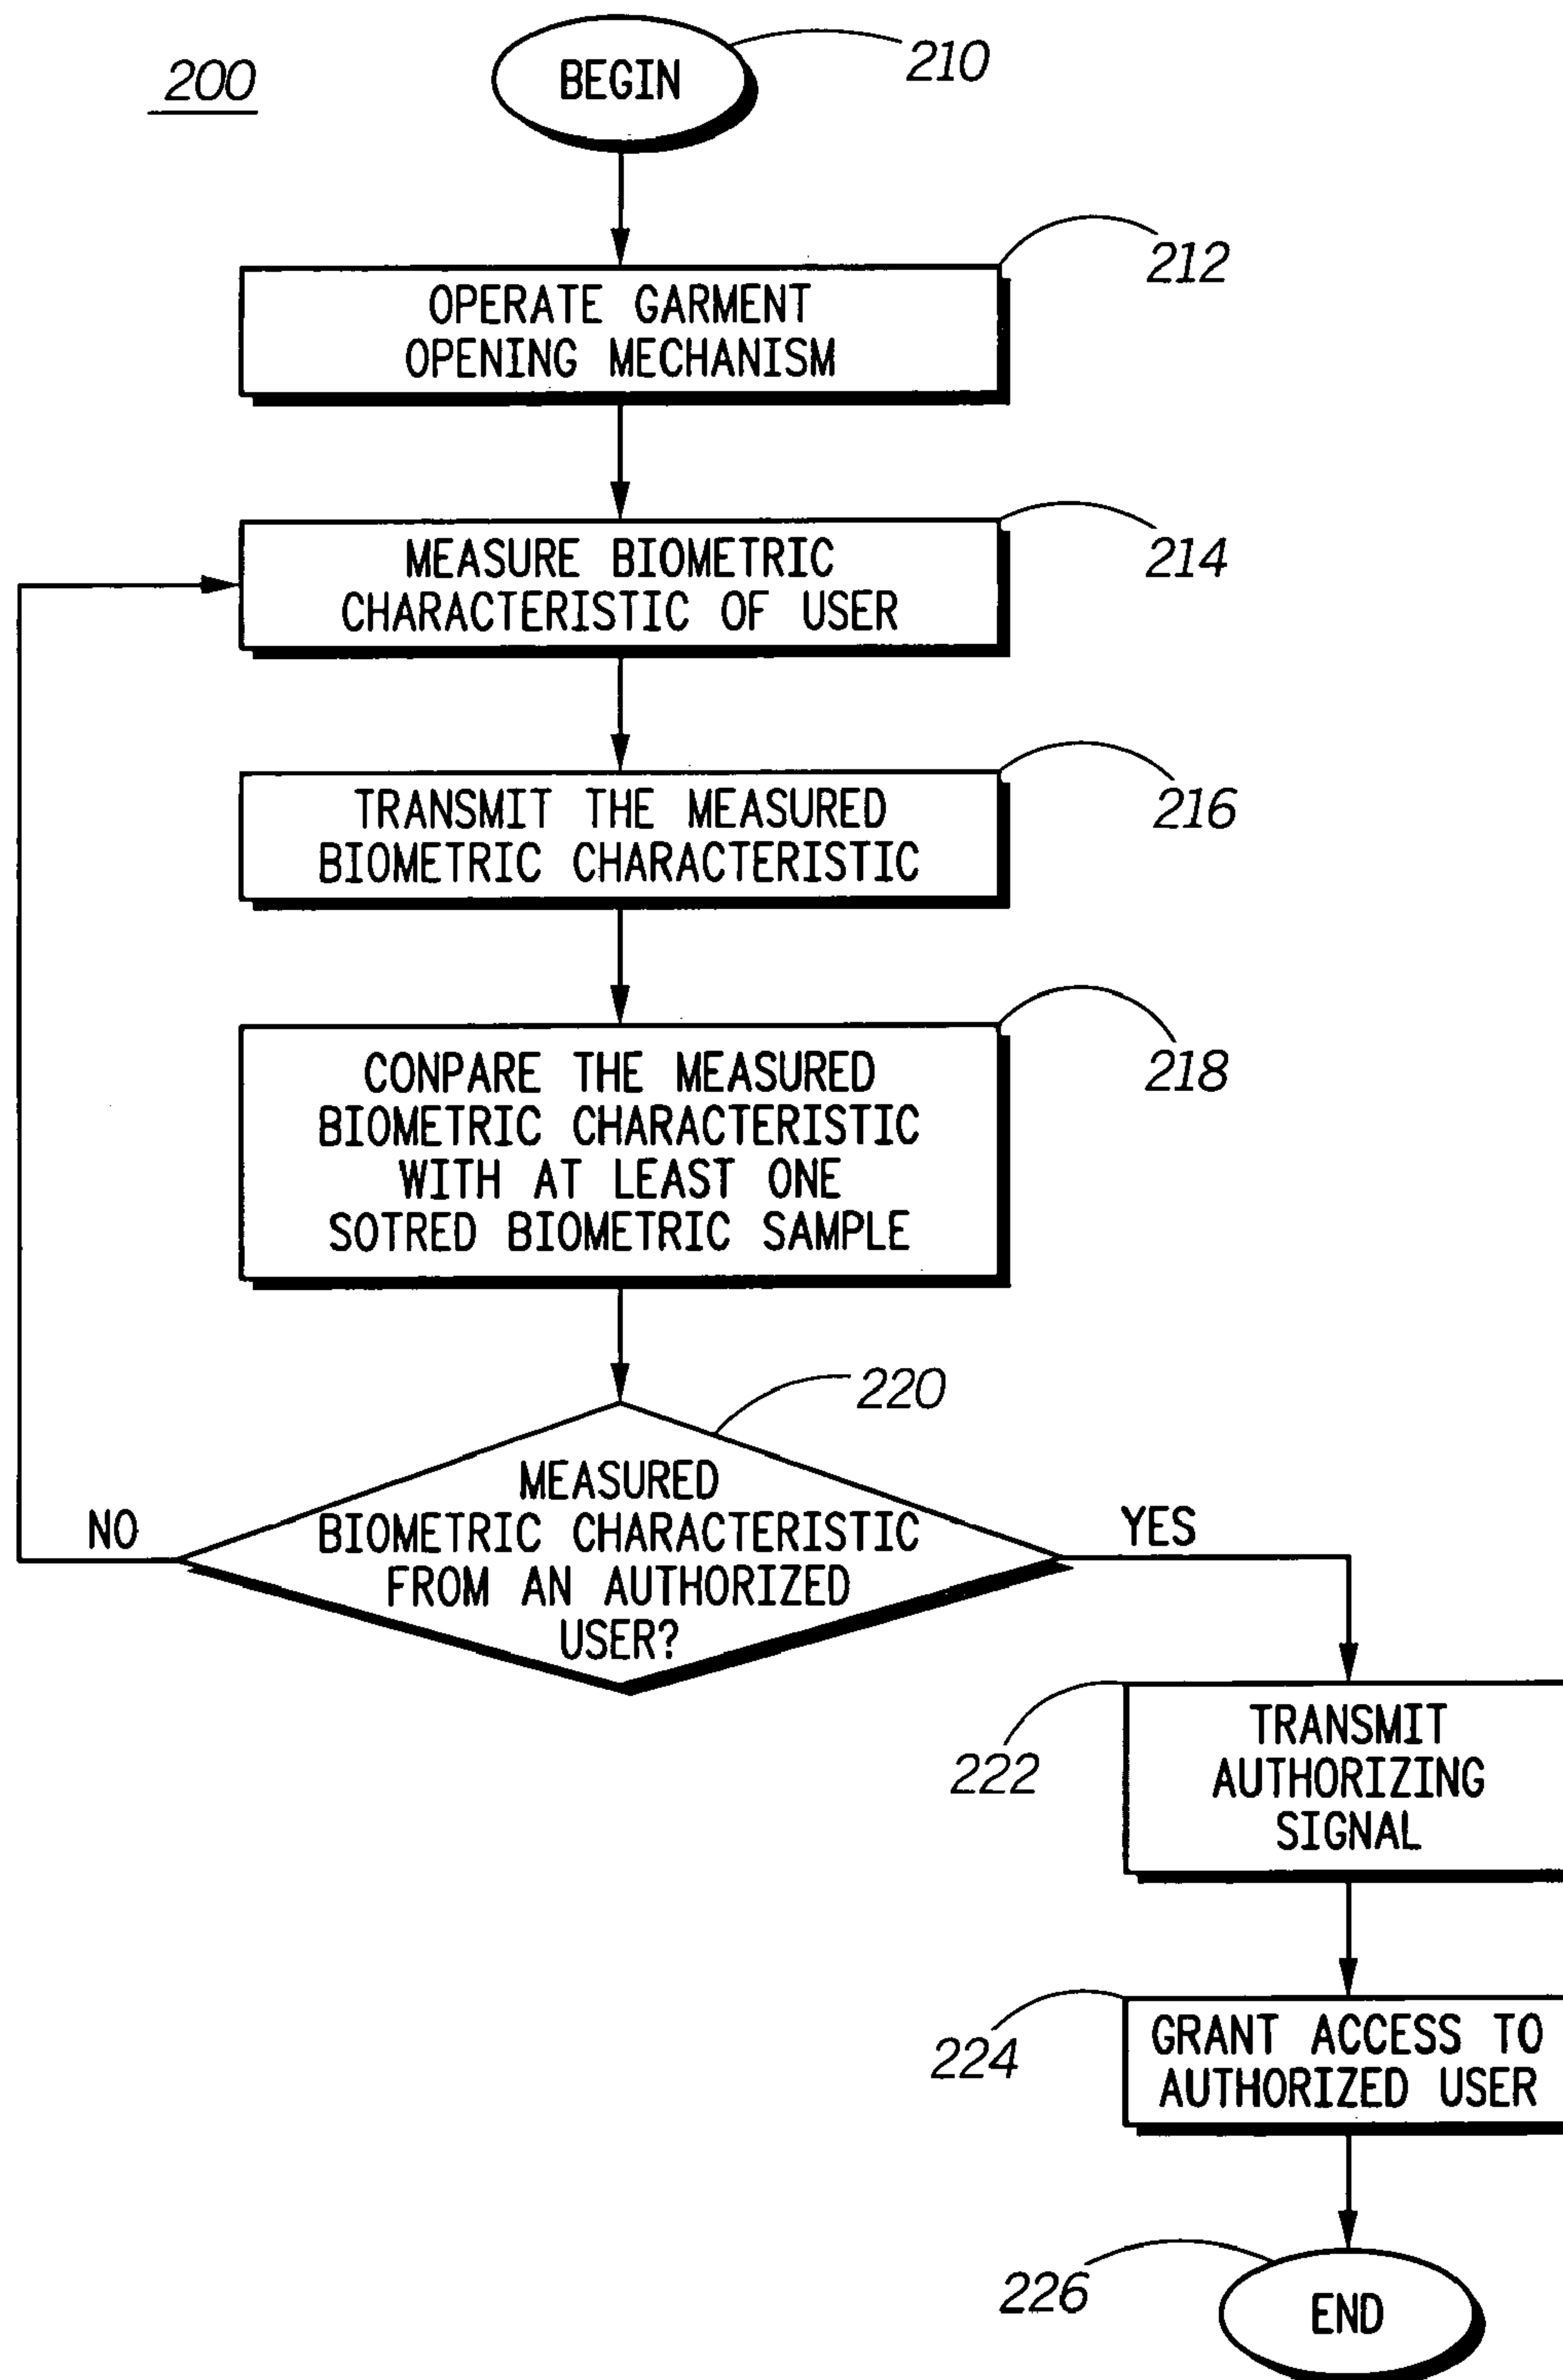 200
BEGIN
210
OPERATE GARMENT
OPENING MECHANISM
212
MEASURE BIOMETRIC
CHARACTERISTIC OF USER
214
TRANSMIT THE MEASURED
BIOMETRIC CHARACTERISTIC
216
CONPARE THE MEASURED
BIOMETRIC CHARACTERISTIC
WITH AT LEAST ONE
SOTRED BIOMETRIC SAMPLE
218
220
MEASURED
BIOMETRIC CHARACTERISTIC
FROM AN AUTHORIZED
USER?
NO
YES
222
TRANSMIT
AUTHORIZING
SIGNAL
224
GRANT ACCESS TO
AUTHORIZED USER
226
END